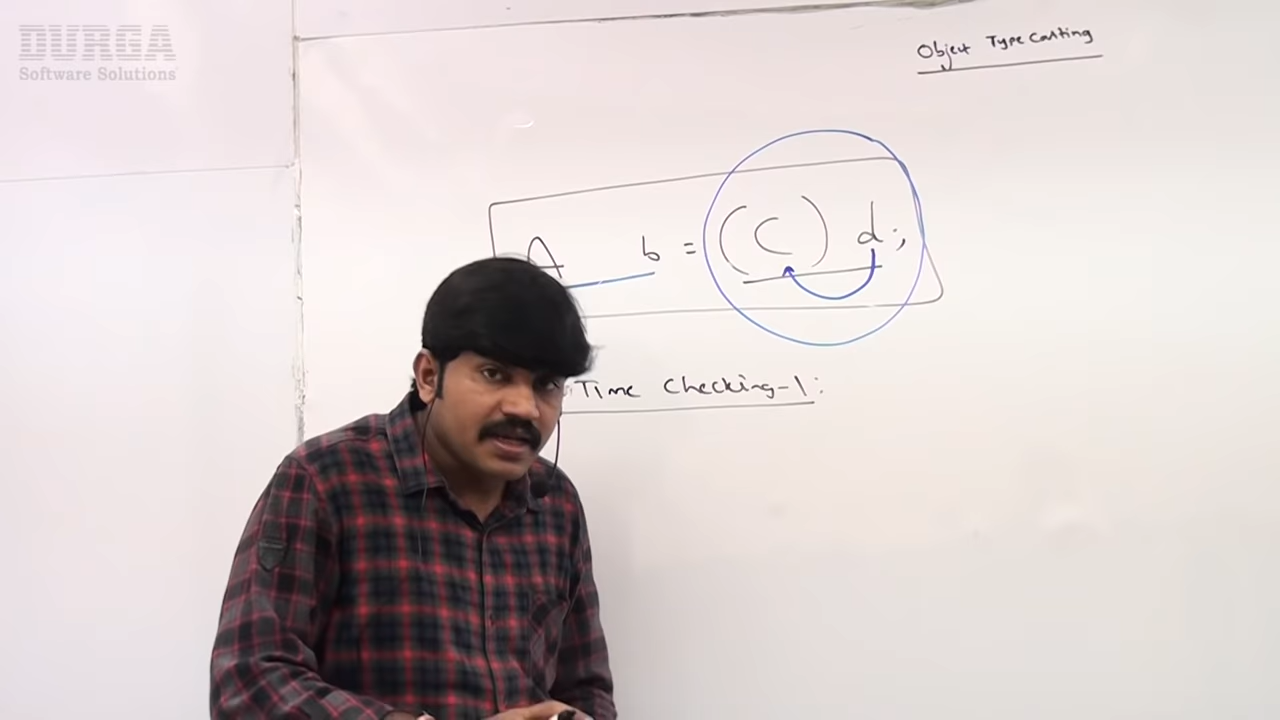 DURGA
Software Solutions
Object Type Casting
A b = (C) d;
Time Checking-1: